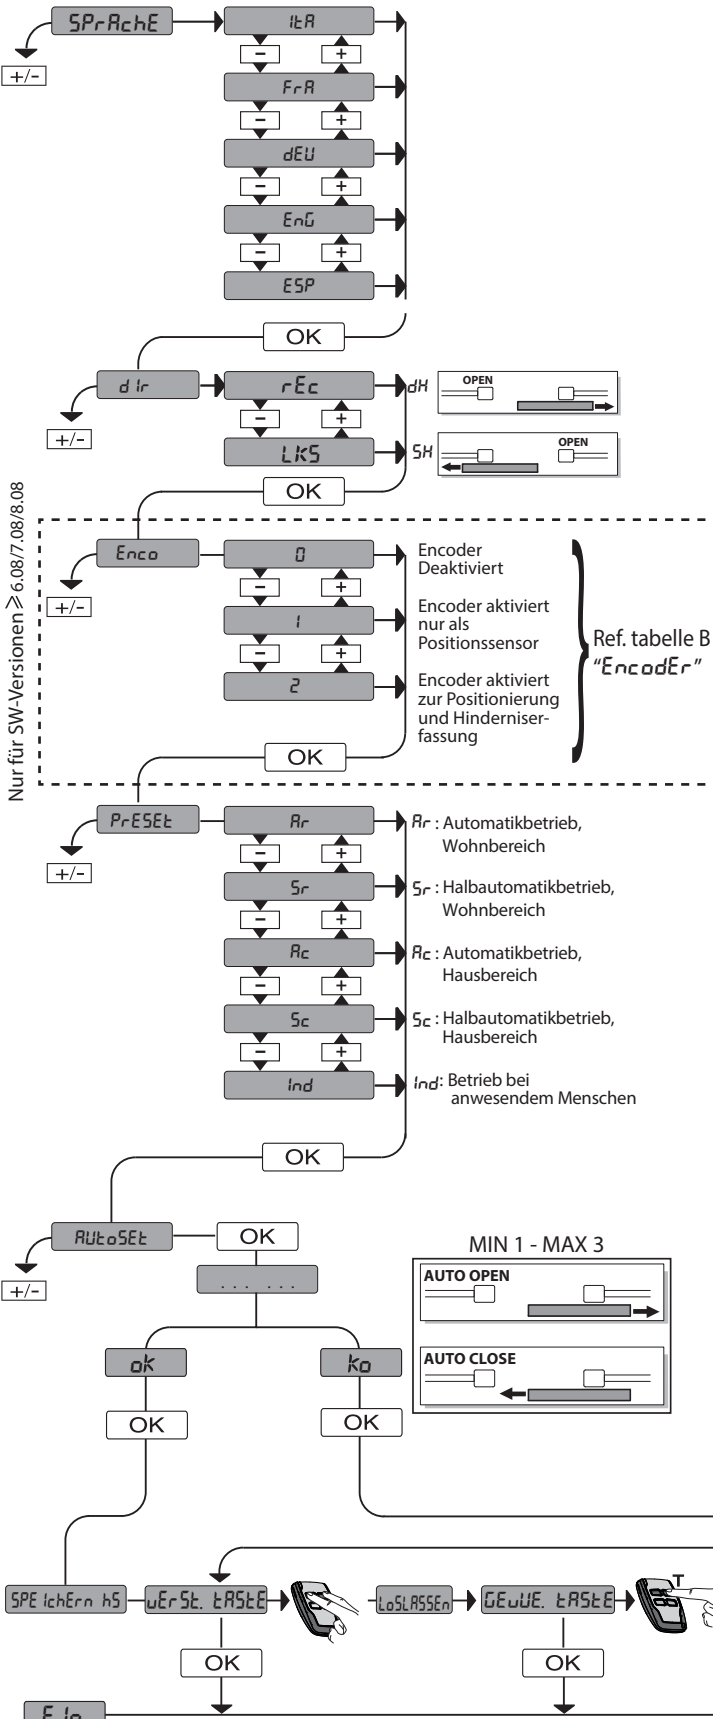 SPrAchE
ItA
+/-
- +
FrA
- +
dEU
- +
EnG
- +
ESP
OK
dIr
rEc
dH
OPEN
+/-
- +
LKS
SH
OPEN
OK
Nur für SW-Versionen ≥ 6.08/7.08/8.08
Enco
0
Encoder
Deaktiviert
+/-
- +
1
Encoder aktiviert
nur als
Positionssensor
- +
2
Encoder aktiviert
zur Positionierung
und Hinderniser-
fassung
Ref. tabelle B
“EncodEr”
OK
PrESEt
Ar
Ar : Automatikbetrieb,
Wohnbereich
+/-
- +
Sr
Sr : Halbautomatikbetrieb,
Wohnbereich
- +
Ac
Ac : Automatikbetrieb,
Hausbereich
- +
Sc
Sc : Halbautomatikbetrieb,
Hausbereich
- +
Ind
Ind: Betrieb bei
anwesendem Menschen
OK
AUtoSEt
OK
+/-
... ...
MIN 1 - MAX 3
AUTO OPEN
AUTO CLOSE
ok
Ko
OK
OK
SPEIchErn hS
vErSt. tAStE
LoSLASSEn
GEwUE. tAStE
T
OK
OK